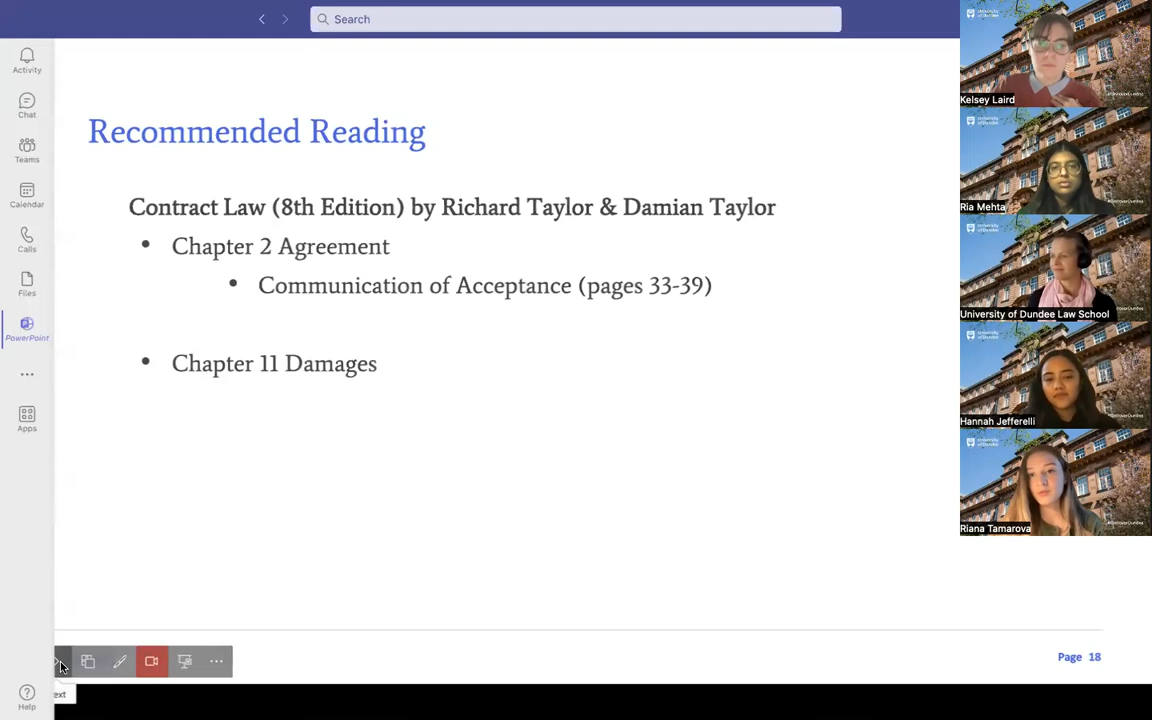 Search
Activity
Chat
Teams
Calendar
Calls
Files
PowerPoint
Apps
Help
Recommended Reading
Contract Law (8th Edition) by Richard Taylor & Damian Taylor
• Chapter 2 Agreement
• Communication of Acceptance (pages 33-39)
• Chapter 11 Damages
Page 18
ext
Kelsey Laird
Ria Mehta
University of Dundee Law School
Hannah Jefferelli
Riana Tamarova